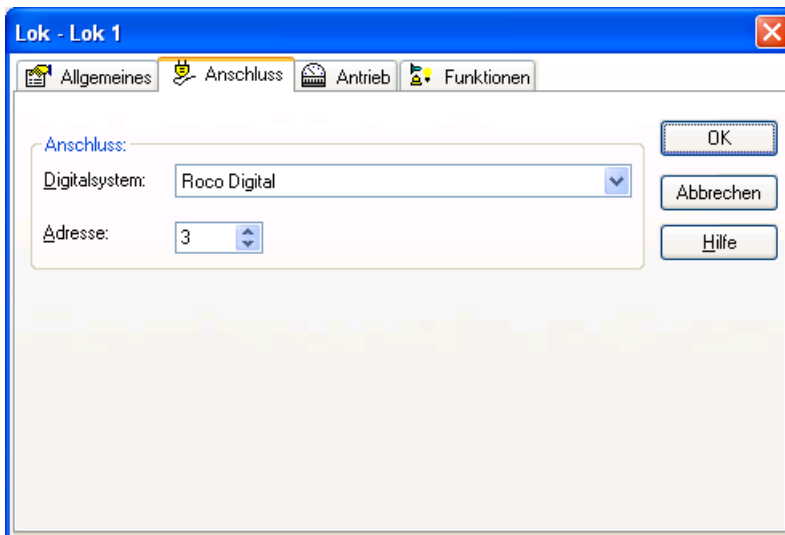 Lok - Lok 1
Allgemeines Anschluss Antrieb Funktionen
Anschluss:
Digitalsystem: Roco Digital
Adresse: 3
OK
Abbrechen
Hilfe